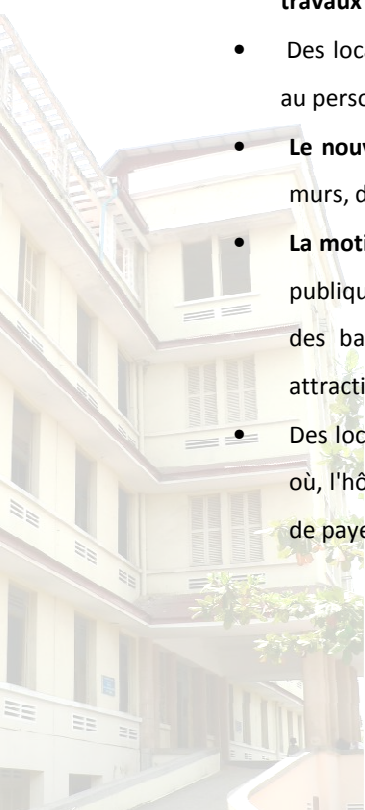 travaux
• Des loca
au perso
• Le nouv
murs, d
• La moti
publiqu
des ba
attracti
• Des loc
où, l'hô
de paye